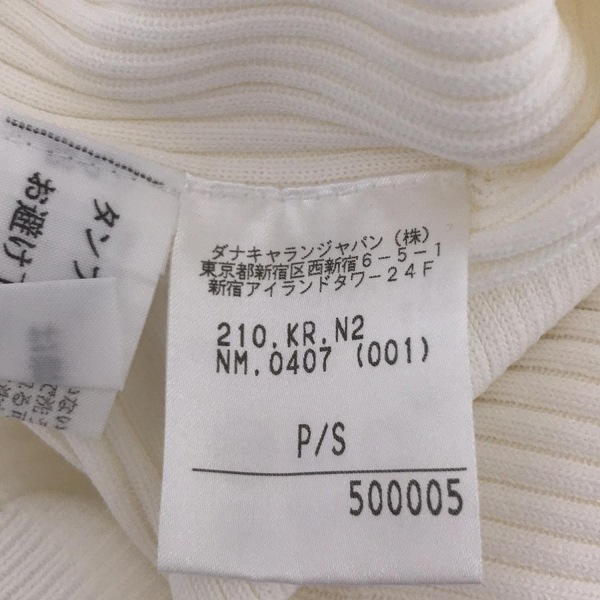 ダナキャランジャパン（株）
東京都新宿区西新宿6-5-1
新宿アイランドタワー24F
210.KR.N2
NM.0407 (001)
P/S
500005
タン
お避け